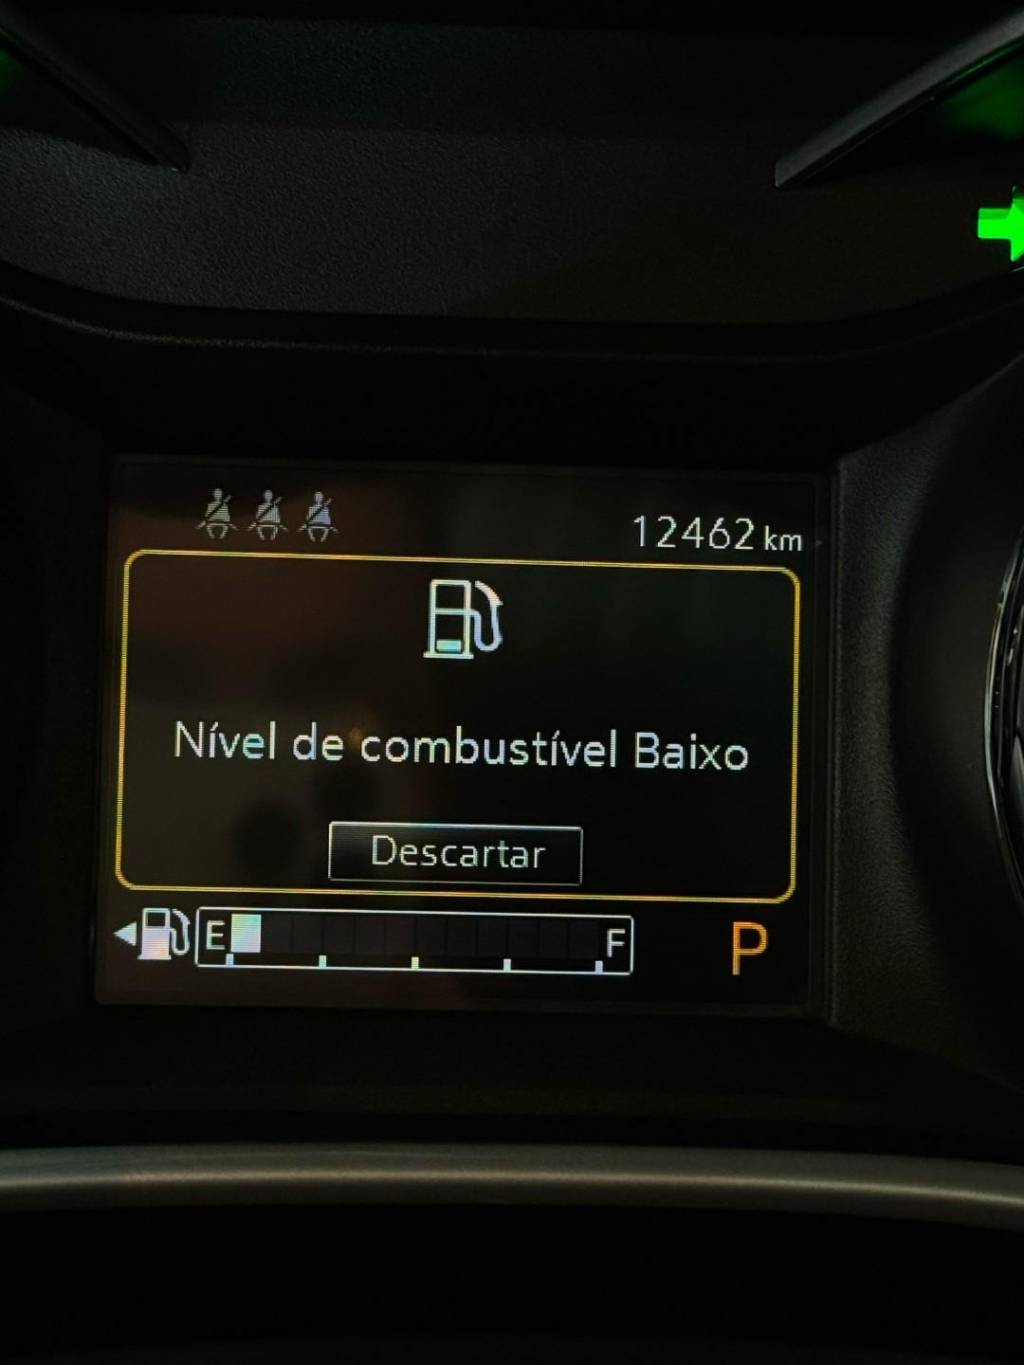 12462 km
Nível de combustível Baixo
Descartar
E F P